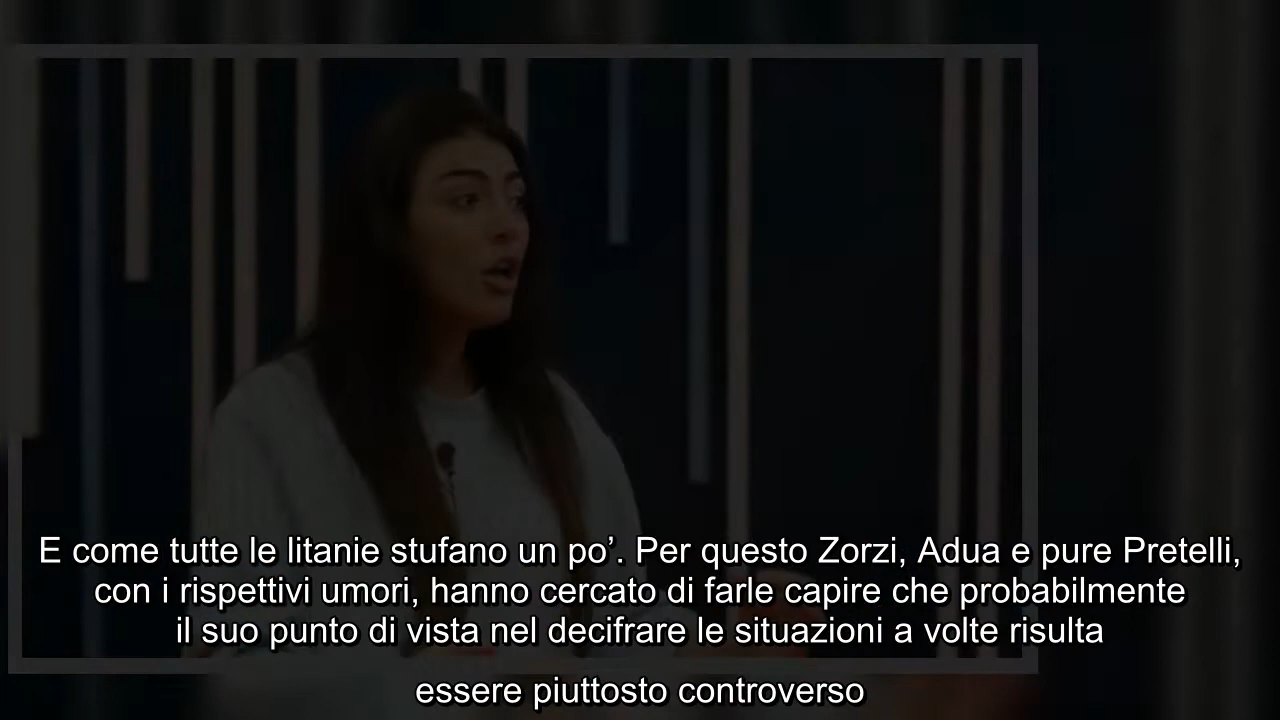 E come tutte le litanie stufano un po’. Per questo Zorzi, Adua e pure Pretelli,
con i rispettivi umori, hanno cercato di farle capire che probabilmente
il suo punto di vista nel decifrare le situazioni a volte risulta
essere piuttosto controverso